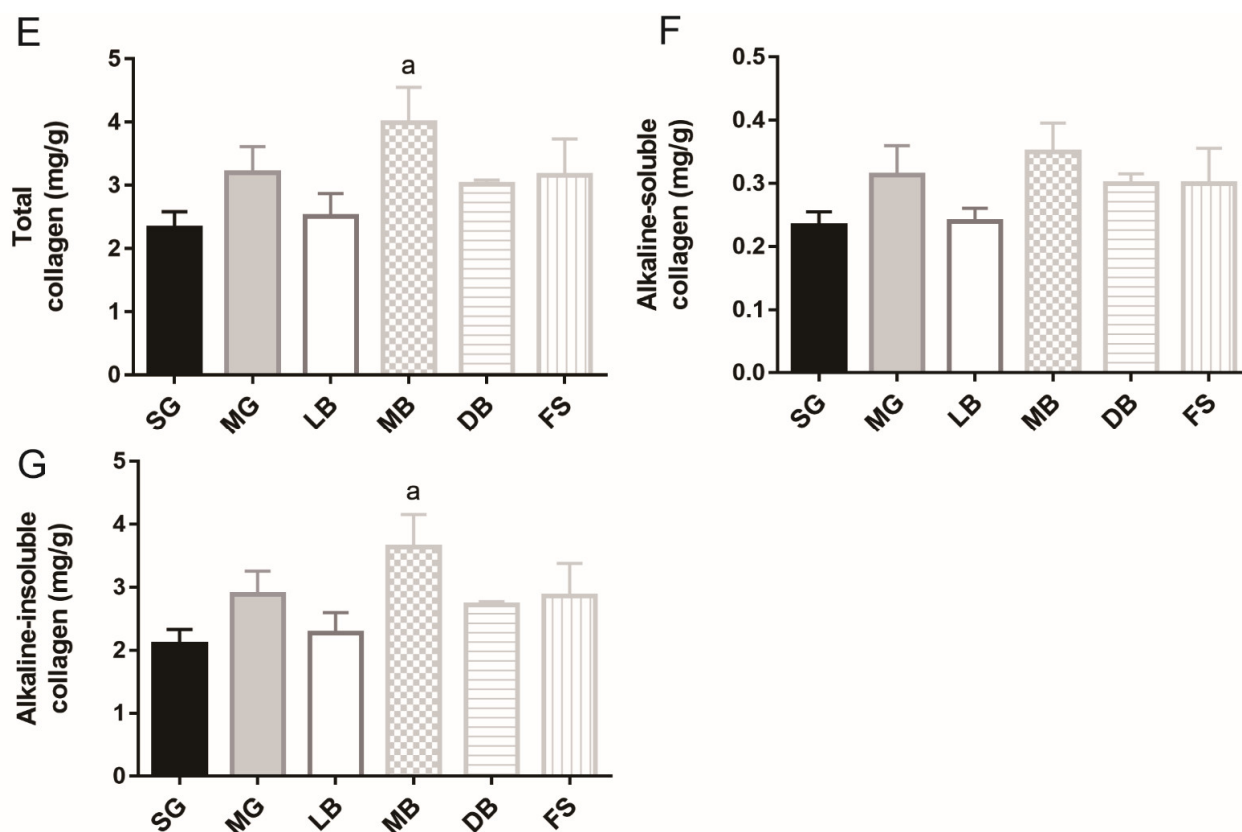 E
Total
collagen (mg/g)
5
4
3
2
1
0
a
SG
MG
LB
MB
DB
FS
F
Alkaline-soluble
collagen (mg/g)
0.5
0.4
0.3
0.2
0.1
0.0
SG
MG
LB
MB
DB
FS
G
Alkaline-insoluble
collagen (mg/g)
5
4
3
2
1
0
a
SG
MG
LB
MB
DB
FS